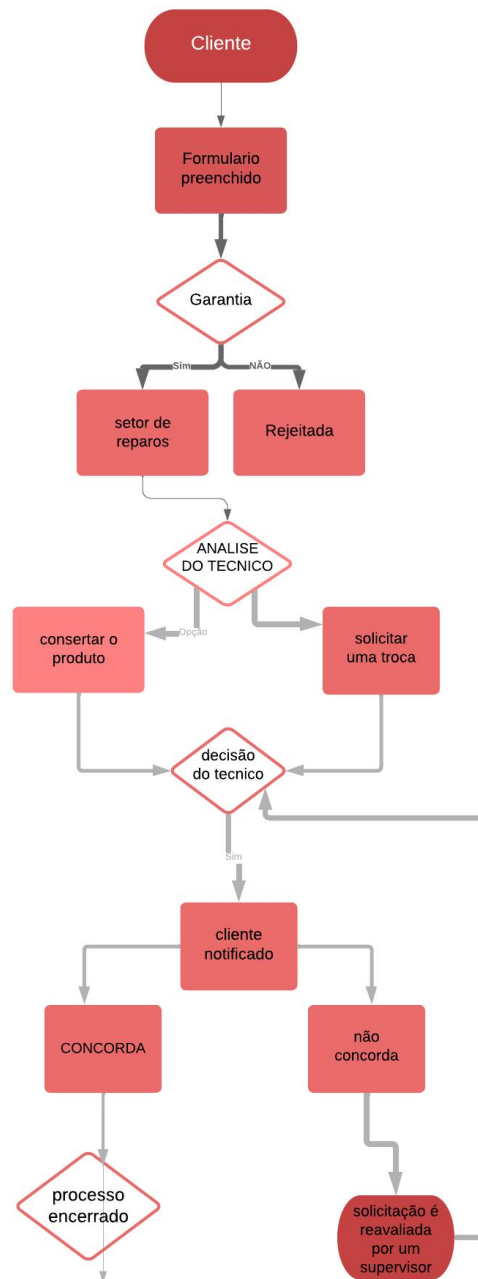 Cliente
Formulario
preenchido
Garantia
Sim
NÃO
setor de
reparos
Rejeitada
ANALISE
DO TECNICO
Opção
consertar o
produto
solicitar
uma troca
decisão
do tecnico
Sim
cliente
notificado
CONCORDA
não
concorda
processo
encerrado
solicitação é
reavaliada
por um
supervisor